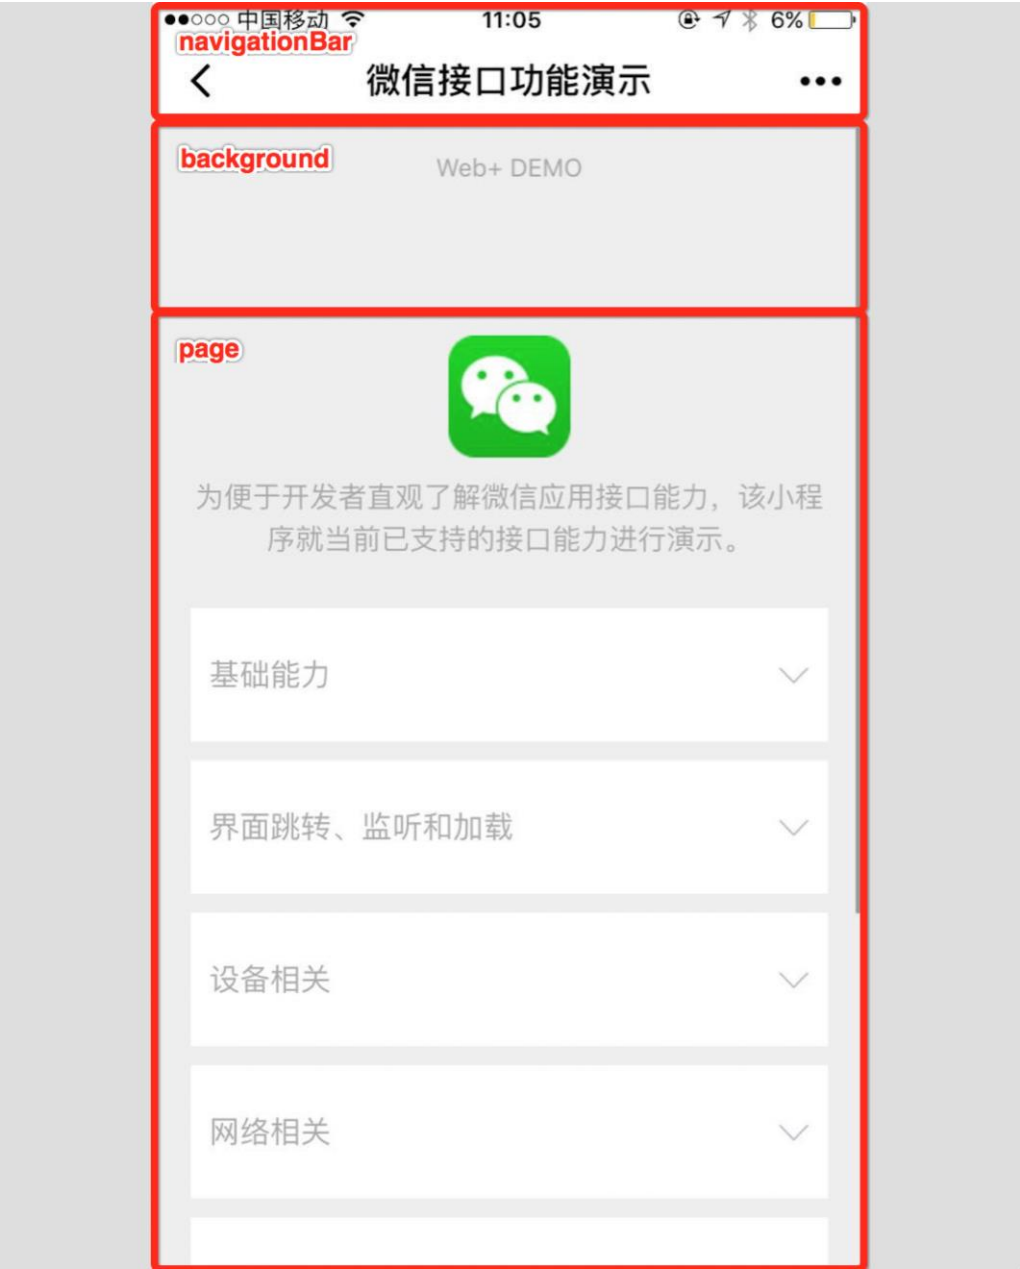 中国移动 11:05 6%
navigationBar
微信接口功能演示
background
Web+ DEMO
page
为便于开发者直观了解微信应用接口能力，该小程
序就当前已支持的接口能力进行演示。
基础能力
界面跳转、监听和加载
设备相关
网络相关